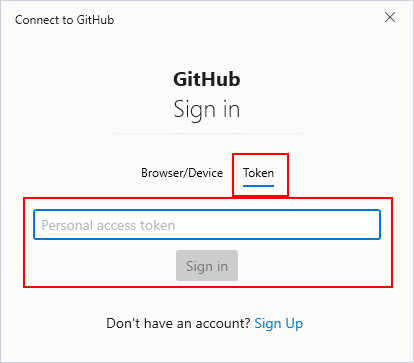 Connect to GitHub
GitHub
Sign in
Browser/Device Token
Personal access token
Sign in
Don't have an account? Sign Up